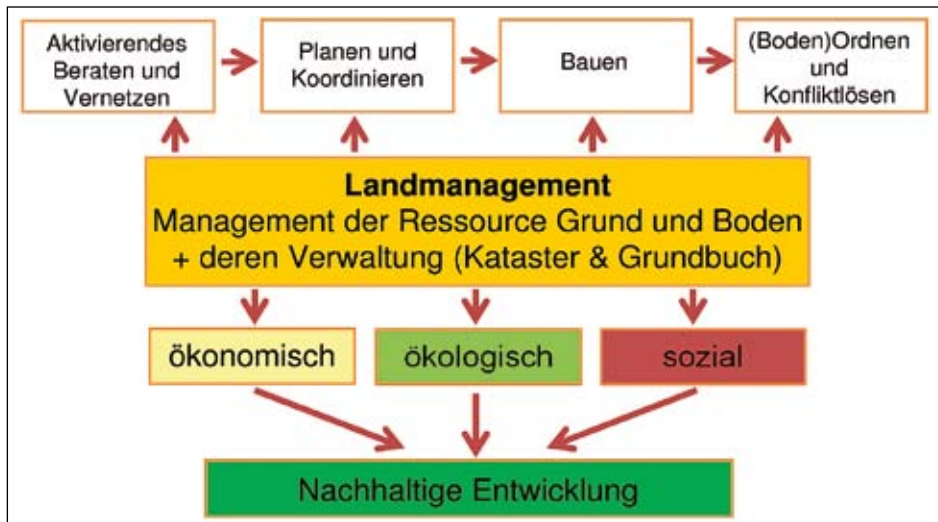 Aktivierendes
Beraten und
Vernetzen
Planen und
Koordinieren
Bauen
(Boden)Ordnen
und
Konfliktlösen
Landmanagement
Management der Ressource Grund und Boden
+ deren Verwaltung (Kataster & Grundbuch)
ökonomisch
ökologisch
sozial
Nachhaltige Entwicklung